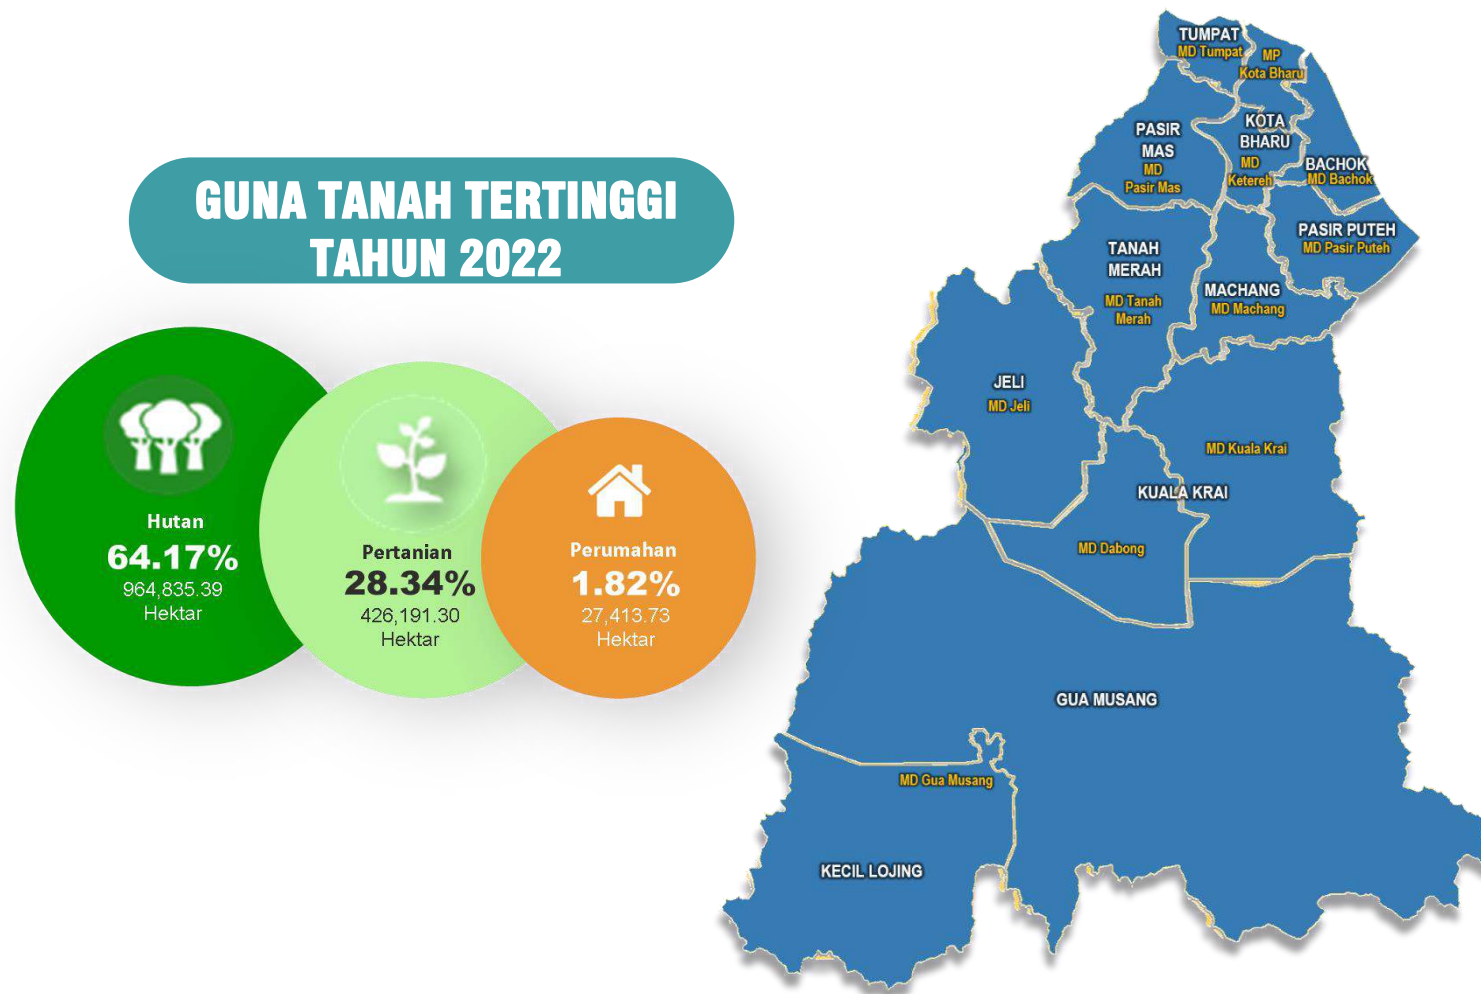 GUNA TANAH TERTINGGI
TAHUN 2022
Hutan
64.17%
964,835.39
Hektar
Pertanian
28.34%
426,191.30
Hektar
Perumahan
1.82%
27,413.73
Hektar
TUMPAT
MD Tumpat
MP
Kota Bharu
KOTA
BHARU
MD
Ketereh
PASIR
MAS
MD
Pasir Mas
BACHOK
MD Bachok
PASIR PUTEH
MD Pasir Puteh
TANAH
MERAH
MD Tanah
Merah
MACHANG
MD Machang
JELI
MD Jeli
MD Kuala Krai
KUALA KRAI
MD Dabong
GUA MUSANG
MD Gua Musang
KECIL LOJING